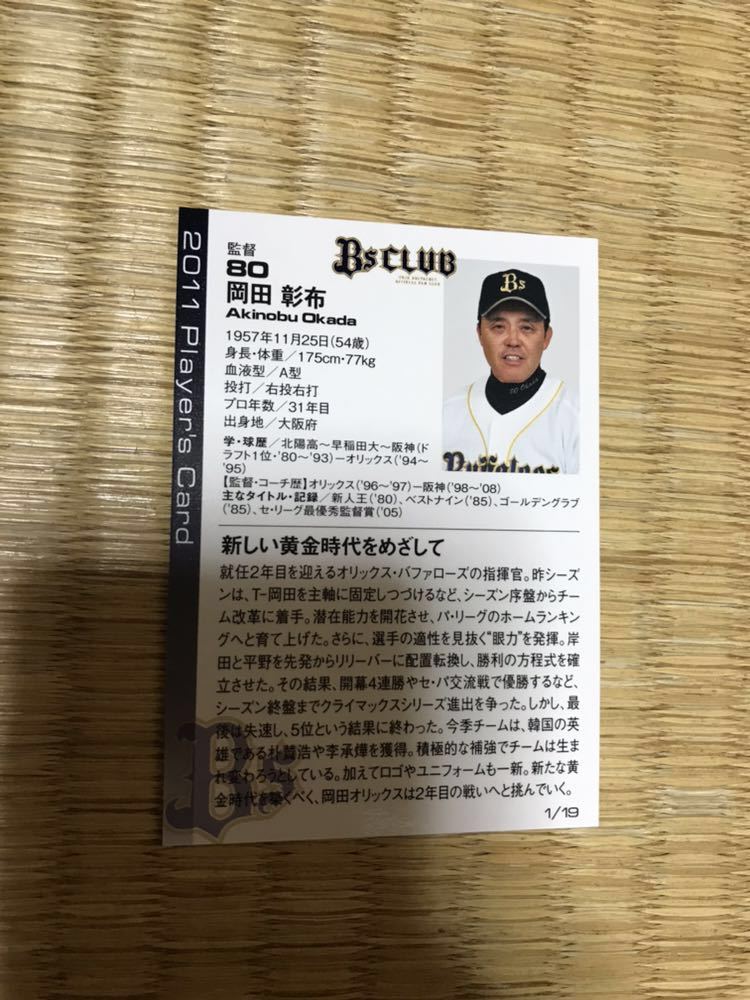 2011 Player's Card
監督
80
岡田 彰布
Akinobu Okada
BsCLUB
Bs
1957年11月25日(54歳)
身長・体重/175cm・77kg
血液型/A型
投打/右投右打
プロ年数/31年目
出身地/大阪府
学・球歴/北陽高〜早稲田大〜阪神(ド
ラフト1位・'80〜'93)ーオリックス('94〜
'95)
【監督・コーチ歴】オリックス('96〜'97)ー阪神('98〜'08)
主なタイトル・記録/新人王('80)、ベストナイン('85)、ゴールデングラブ
('85)、セ・リーグ最優秀監督賞('05)
新しい黄金時代をめざして
就任2年目を迎えるオリックス・バファローズの指揮官。昨シーズ
ンは、T-岡田を主軸に固定しつづけるなど、シーズン序盤からチー
ム改革に着手。潜在能力を開花させ、パ・リーグのホームランキン
グへと育て上げた。さらに、選手の適性を見抜く“眼力”を発揮。岸
田と平野を先発からリリーバーに配置転換し、勝利の方程式を確
立させた。その結果、開幕4連勝やセ・パ交流戦で優勝するなど、
シーズン終盤までクライマックスシリーズ進出を争った。しかし、最
後は失速し、5位という結果に終わった。今季チームは、韓国の英
雄である朴贊浩や李承燁を獲得。積極的な補強でチームは生ま
れ変わろうとしている。加えてロゴやユニフォームも一新。新たな黄
金時代を築くべく、岡田オリックスは2年目の戦いへと挑んでいく。
Bs
1/19